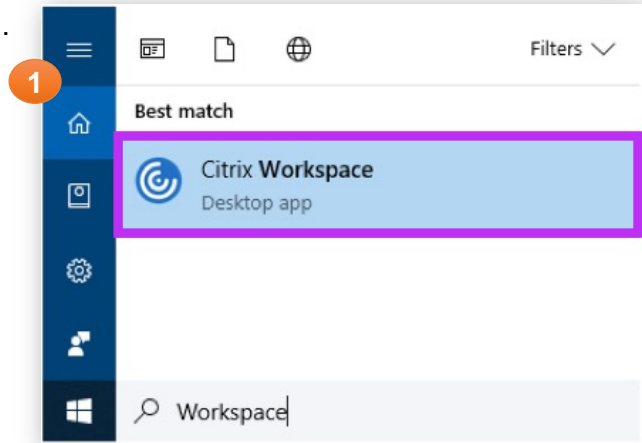 .
Filters
1
Best match
Citrix Workspace
Desktop app
Workspace